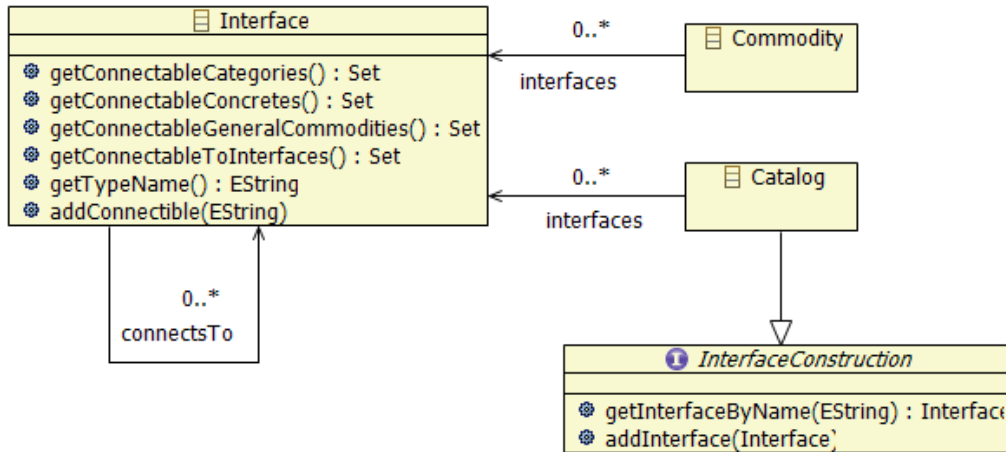 Interface
getConnectableCategories() : Set
getConnectableConcretes() : Set
getConnectableGeneralCommodities() : Set
getConnectableToInterfaces() : Set
getTypeName() : EString
addConnectible(EString)
0..*
interfaces
Commodity
0..*
interfaces
Catalog
0..*
connectsTo
I InterfaceConstruction
getInterfaceByName(EString) : Interface
addInterface(Interface)